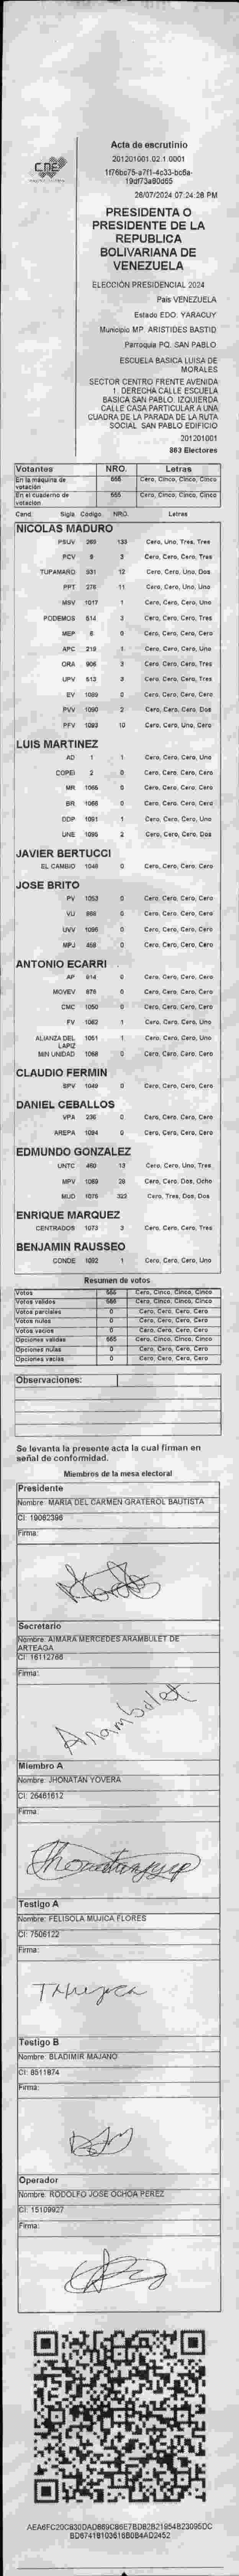 CNE
Acta de escrutinio
201201001.02.1.0001
1f76bc75-a7f1-4c33-bc6a-
19df73a90d65
28/07/2024 07:24:28 PM
PRESIDENTA O
PRESIDENTE DE LA
REPUBLICA
BOLIVARIANA DE
VENEZUELA
ELECCIÓN PRESIDENCIAL 2024
País VENEZUELA
Estado EDO. YARACUY
Municipio MP. ARISTIDES BASTID
Parroquia PQ. SAN PABLO
ESCUELA BASICA LUISA DE
MORALES
SECTOR CENTRO FRENTE AVENIDA
1. DERECHA CALLE ESCUELA
BASICA SAN PABLO. IZQUIERDA
CALLE CASA PARTICULAR A UNA
CUADRA DE LA PARADA DE LA RUTA
SOCIAL SAN PABLO EDIFICIO
201201001
863 Electores
Votantes NRO. Letras
En la máquina de votación 555 Cero, Cinco, Cinco, Cinco
En el cuaderno de votación 555 Cero, Cinco, Cinco, Cinco
Cand. Sigla Código NRO. Letras
NICOLAS MADURO
PSUV 269 133 Cero, Uno, Tres, Tres
PCV 9 3 Cero, Cero, Cero, Tres
TUPAMARO 531 12 Cero, Cero, Uno, Dos
PPT 276 11 Cero, Cero, Uno, Uno
MSV 1017 1 Cero, Cero, Cero, Uno
PODEMOS 514 3 Cero, Cero, Cero, Tres
MEP 6 0 Cero, Cero, Cero, Cero
APC 219 1 Cero, Cero, Cero, Uno
ORA 906 3 Cero, Cero, Cero, Tres
UPV 513 3 Cero, Cero, Cero, Tres
EV 1089 0 Cero, Cero, Cero, Cero
PVV 1090 2 Cero, Cero, Cero, Dos
PFV 1093 10 Cero, Cero, Uno, Cero
LUIS MARTINEZ
AD 1 1 Cero, Cero, Cero, Uno
COPEI 2 0 Cero, Cero, Cero, Cero
MR 1065 0 Cero, Cero, Cero, Cero
BR 1066 0 Cero, Cero, Cero, Cero
DDP 1091 1 Cero, Cero, Cero, Uno
UNE 1095 2 Cero, Cero, Cero, Dos
JAVIER BERTUCCI
EL CAMBIO 1046 0 Cero, Cero, Cero, Cero
JOSE BRITO
PV 1053 0 Cero, Cero, Cero, Cero
VU 868 0 Cero, Cero, Cero, Cero
UVV 1096 0 Cero, Cero, Cero, Cero
MPJ 458 0 Cero, Cero, Cero, Cero
ANTONIO ECARRI
AP 914 0 Cero, Cero, Cero, Cero
MOVEV 878 0 Cero, Cero, Cero, Cero
CMC 1050 0 Cero, Cero, Cero, Cero
FV 1062 1 Cero, Cero, Cero, Uno
ALIANZA DEL LAPIZ 1051 1 Cero, Cero, Cero, Uno
MIN UNIDAD 1068 0 Cero, Cero, Cero, Cero
CLAUDIO FERMIN
SPV 1049 0 Cero, Cero, Cero, Cero
DANIEL CEBALLOS
VPA 236 0 Cero, Cero, Cero, Cero
AREPA 1094 0 Cero, Cero, Cero, Cero
EDMUNDO GONZALEZ
UNTC 460 13 Cero, Cero, Uno, Tres
MPV 1069 28 Cero, Cero, Dos, Ocho
MUD 1075 322 Cero, Tres, Dos, Dos
ENRIQUE MARQUEZ
CENTRADOS 1073 3 Cero, Cero, Cero, Tres
BENJAMIN RAUSSEO
CONDE 1092 1 Cero, Cero, Cero, Uno
Resumen de votos
Votos 555 Cero, Cinco, Cinco, Cinco
Votos validos 555 Cero, Cinco, Cinco, Cinco
Votos parciales 0 Cero, Cero, Cero, Cero
Votos nulos 0 Cero, Cero, Cero, Cero
Votos vacios 0 Cero, Cero, Cero, Cero
Opciones validas 555 Cero, Cinco, Cinco, Cinco
Opciones nulas 0 Cero, Cero, Cero, Cero
Opciones vacias 0 Cero, Cero, Cero, Cero
Observaciones:
Se levanta la presente acta la cual firman en
señal de conformidad.
Miembros de la mesa electoral
Presidente
Nombre: MARIA DEL CARMEN GRATEROL BAUTISTA
CI: 19062396
Firma:
Secretario
Nombre: AIMARA MERCEDES ARAMBULET DE
ARTEAGA
CI: 16112766
Firma:
Arambulet
Miembro A
Nombre: JHONATAN YOVERA
CI: 26461612
Firma:
Testigo A
Nombre: FELISOLA MUJICA FLORES
CI: 7506122
Firma:
Testigo B
Nombre: BLADIMIR MAJANO
CI: 8511874
Firma:
Operador
Nombre: RODOLFO JOSE OCHOA PEREZ
CI: 15109927
Firma:
AEA6FC20C830DAD869C86E7BD82B21954B23095DC
BD67418103616B0B4AD2452